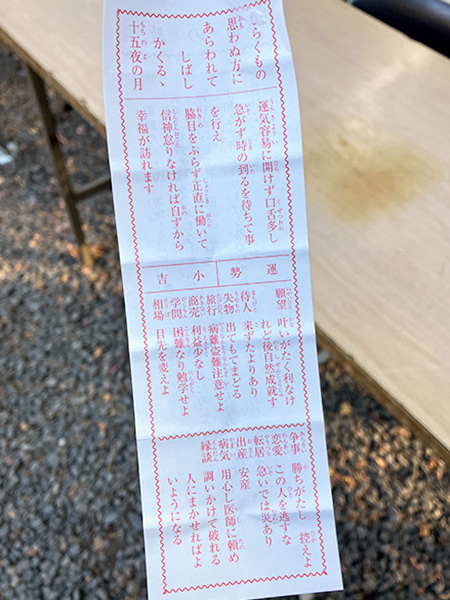 むらくもの
思わぬ方に
あらわれて
しばし
かくるゝ
十五夜の月
運気容易に開けず口舌多し
急がず時の到るを待ちて事
を行え
脇目をふらず正直に働いて
信神怠りなければ自ずから
幸福が訪れます
運勢
小吉
願望 叶いがたく利なけ
れど後自然成就す
待人 来ずたよりあり
失物 出てもてまどる
旅行 病難盗難注意せよ
商売 利益少なし
学問 困難なり勉学せよ
相場 目先を変えよ
争事 勝ちがたし 控えよ
恋愛 この人を逃すな
転居 急いでは災あり
出産 安産
病気 用心し医師に頼め
縁談 調いかけて破れる
人にまかせればよ
いようになる